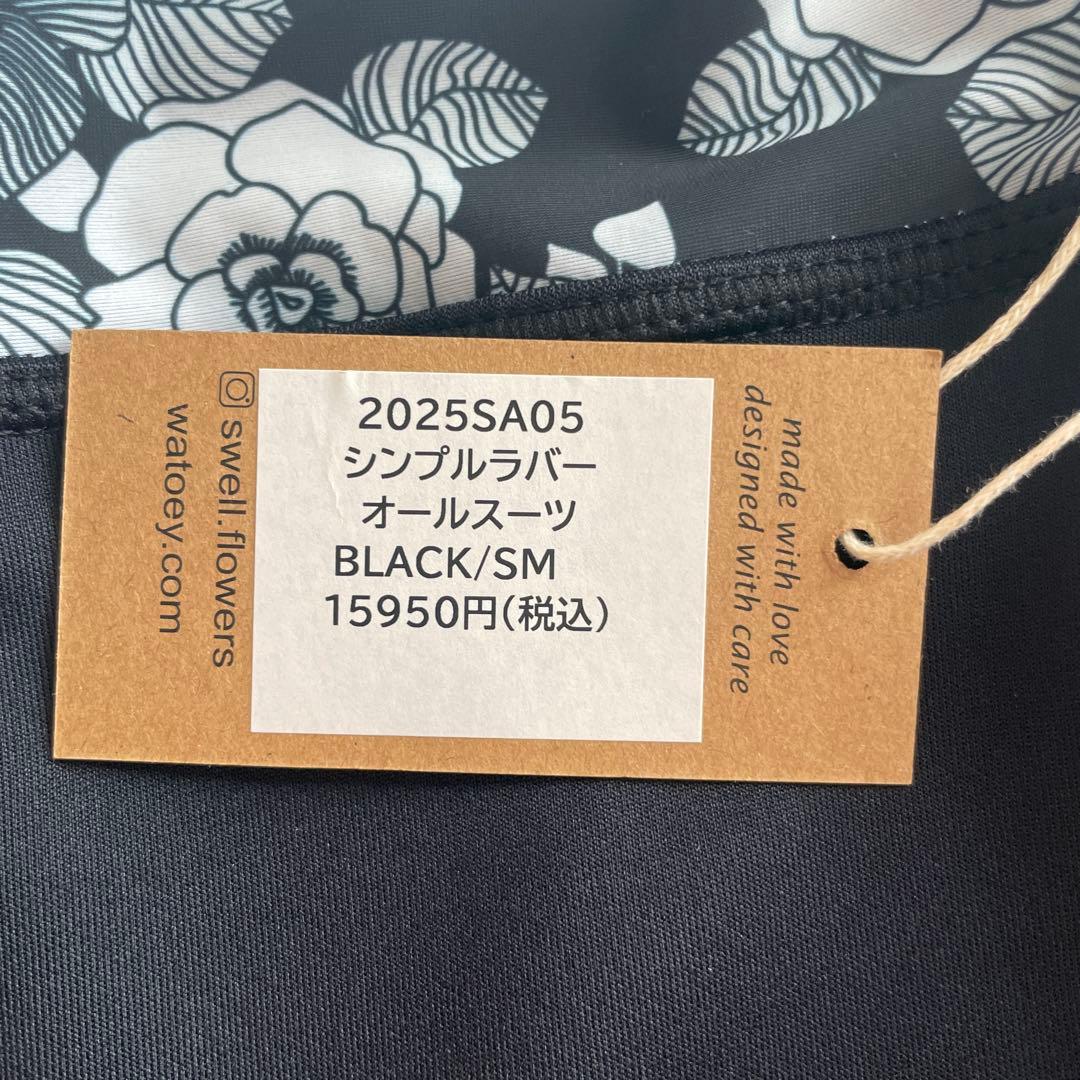 2025SA05
シンプルラバー
オールスーツ
BLACK/SM
15950円(税込)
made with love
designed with care
swell.flowers
watoey.com